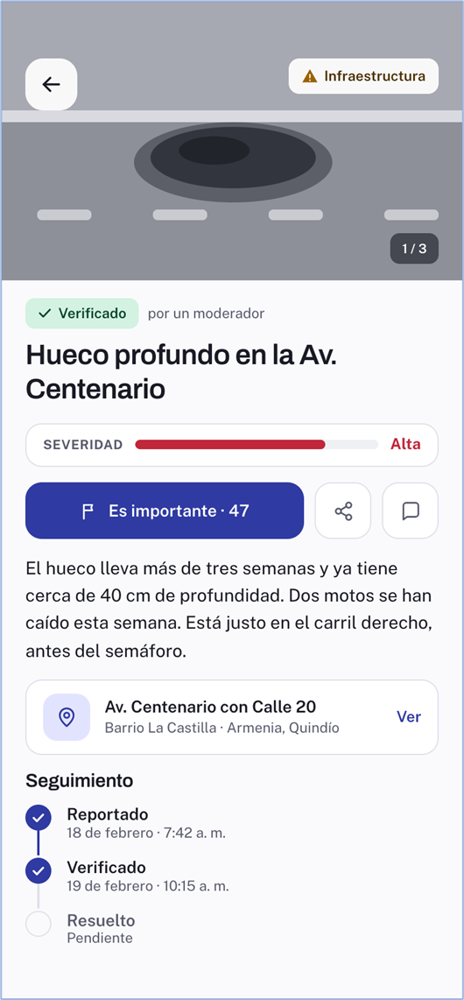 Infraestructura
1 / 3
Verificado por un moderador
Hueco profundo en la Av.
Centenario
SEVERIDAD Alta
Es importante · 47
El hueco lleva más de tres semanas y ya tiene
cerca de 40 cm de profundidad. Dos motos se han
caído esta semana. Está justo en el carril derecho,
antes del semáforo.
Av. Centenario con Calle 20
Barrio La Castilla · Armenia, Quindío
Ver
Seguimiento
Reportado
18 de febrero · 7:42 a. m.
Verificado
19 de febrero · 10:15 a. m.
Resuelto
Pendiente